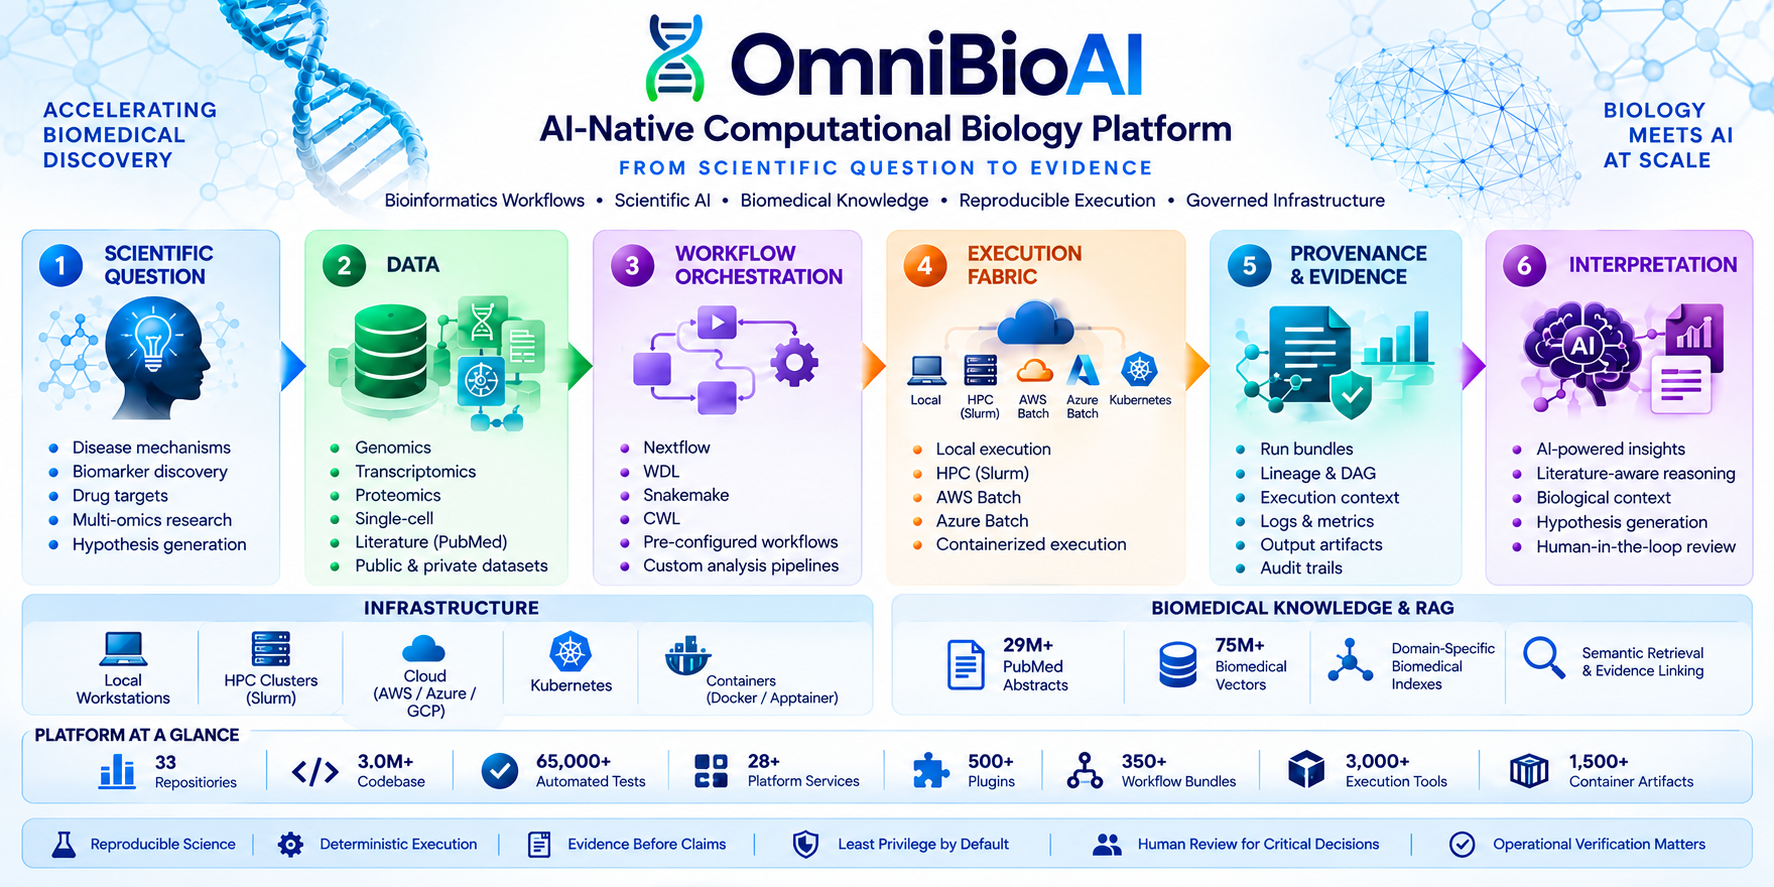 ACCELERATING
BIOMEDICAL
DISCOVERY
OmniBioAI
AI-Native Computational Biology Platform
FROM SCIENTIFIC QUESTION TO EVIDENCE
Bioinformatics Workflows • Scientific AI • Biomedical Knowledge • Reproducible Execution • Governed Infrastructure
BIOLOGY
MEETS AI
AT SCALE
1
SCIENTIFIC
QUESTION
Disease mechanisms
Biomarker discovery
Drug targets
Multi-omics research
Hypothesis generation
2
DATA
Genomics
Transcriptomics
Proteomics
Single-cell
Literature (PubMed)
Public & private datasets
3
WORKFLOW
ORCHESTRATION
Nextflow
WDL
Snakemake
CWL
Pre-configured workflows
Custom analysis pipelines
4
EXECUTION
FABRIC
Local
HPC
(Slurm)
AWS
Batch
Azure
Batch
Kubernetes
Local execution
HPC (Slurm)
AWS Batch
Azure Batch
Containerized execution
5
PROVENANCE
& EVIDENCE
Run bundles
Lineage & DAG
Execution context
Logs & metrics
Output artifacts
Audit trails
6
INTERPRETATION
AI
AI-powered insights
Literature-aware reasoning
Biological context
Hypothesis generation
Human-in-the-loop review
INFRASTRUCTURE
Local
Workstations
HPC Clusters
(Slurm)
Cloud
(AWS / Azure /
GCP)
Kubernetes
Containers
(Docker / Apptainer)
BIOMEDICAL KNOWLEDGE & RAG
29M+
PubMed
Abstracts
75M+
Biomedical
Vectors
Domain-Specific
Biomedical
Indexes
Semantic Retrieval
& Evidence Linking
PLATFORM AT A GLANCE
33
Repositiories
3.0M+
Codebase
65,000+
Automated Tests
28+
Platform Services
500+
Plugins
350+
Workflow Bundles
3,000+
Execution Tools
1,500+
Container Artifacts
Reproducible Science
Deterministic Execution
Evidence Before Claims
Least Privilege by Default
Human Review for Critical Decisions
Operational Verification Matters